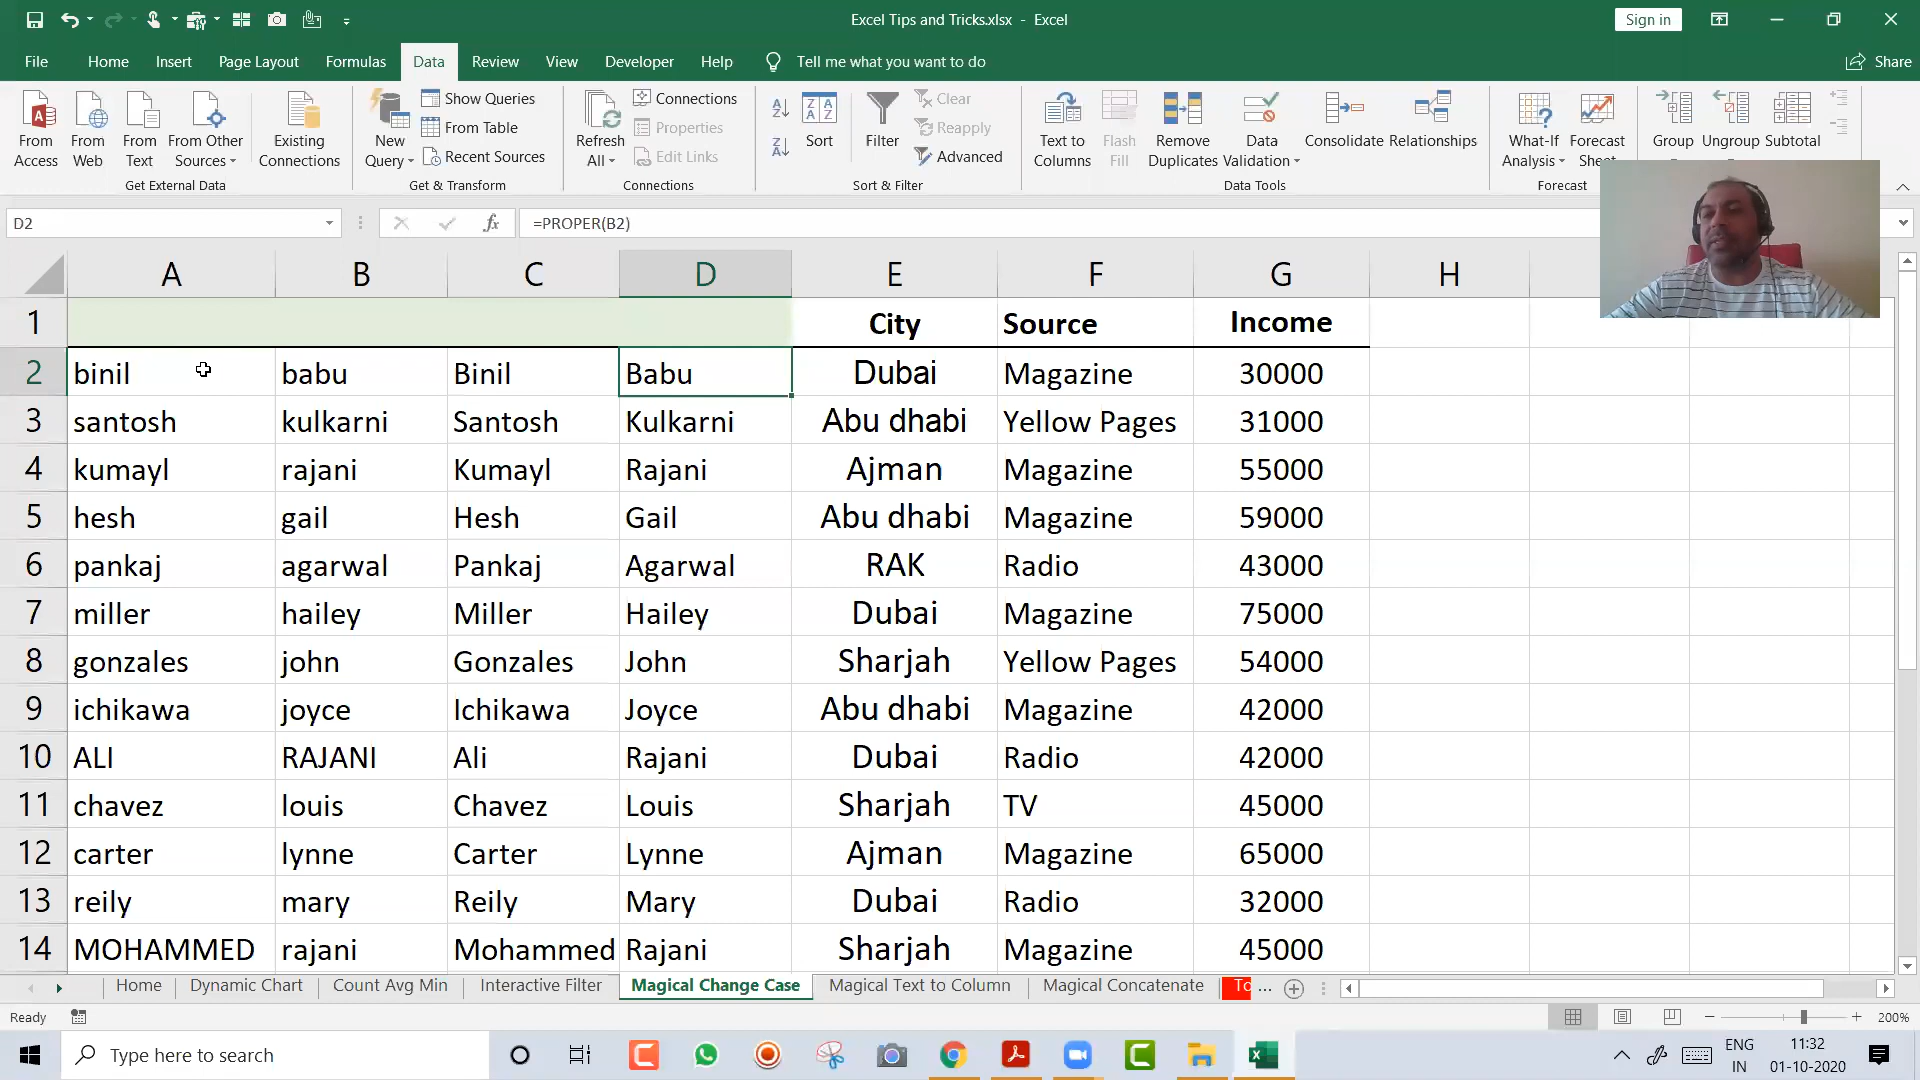 Excel Tips and Tricks.xlsx - Excel
Sign in
File Home Insert Page Layout Formulas Data Review View Developer Help Tell me what you want to do Share
From Access
From Web
From Text
From Other Sources
Existing Connections
Get External Data
New Query
Show Queries
From Table
Recent Sources
Get & Transform
Refresh All
Connections
Properties
Edit Links
Connections
Sort
Filter
Clear
Reapply
Advanced
Sort & Filter
Text to Columns
Flash Fill
Remove Duplicates
Data Validation
Consolidate
Relationships
Data Tools
What-If Analysis
Forecast
Forecast
Group
Ungroup
Subtotal
D2 fx =PROPER(B2)
A B C D E F G H
1 City Source Income
2 binil babu Binil Babu Dubai Magazine 30000
3 santosh kulkarni Santosh Kulkarni Abu dhabi Yellow Pages 31000
4 kumayl rajani Kumayl Rajani Ajman Magazine 55000
5 hesh gail Hesh Gail Abu dhabi Magazine 59000
6 pankaj agarwal Pankaj Agarwal RAK Radio 43000
7 miller hailey Miller Hailey Dubai Magazine 75000
8 gonzales john Gonzales John Sharjah Yellow Pages 54000
9 ichikawa joyce Ichikawa Joyce Abu dhabi Magazine 42000
10 ALI RAJANI Ali Rajani Dubai Radio 42000
11 chavez louis Chavez Louis Sharjah TV 45000
12 carter lynne Carter Lynne Ajman Magazine 65000
13 reily mary Reily Mary Dubai Radio 32000
14 MOHAMMED rajani Mohammed Rajani Sharjah Magazine 45000
Home Dynamic Chart Count Avg Min Interactive Filter Magical Change Case Magical Text to Column Magical Concatenate To ...
Ready 200%
Type here to search
ENG
IN
11:32
01-10-2020